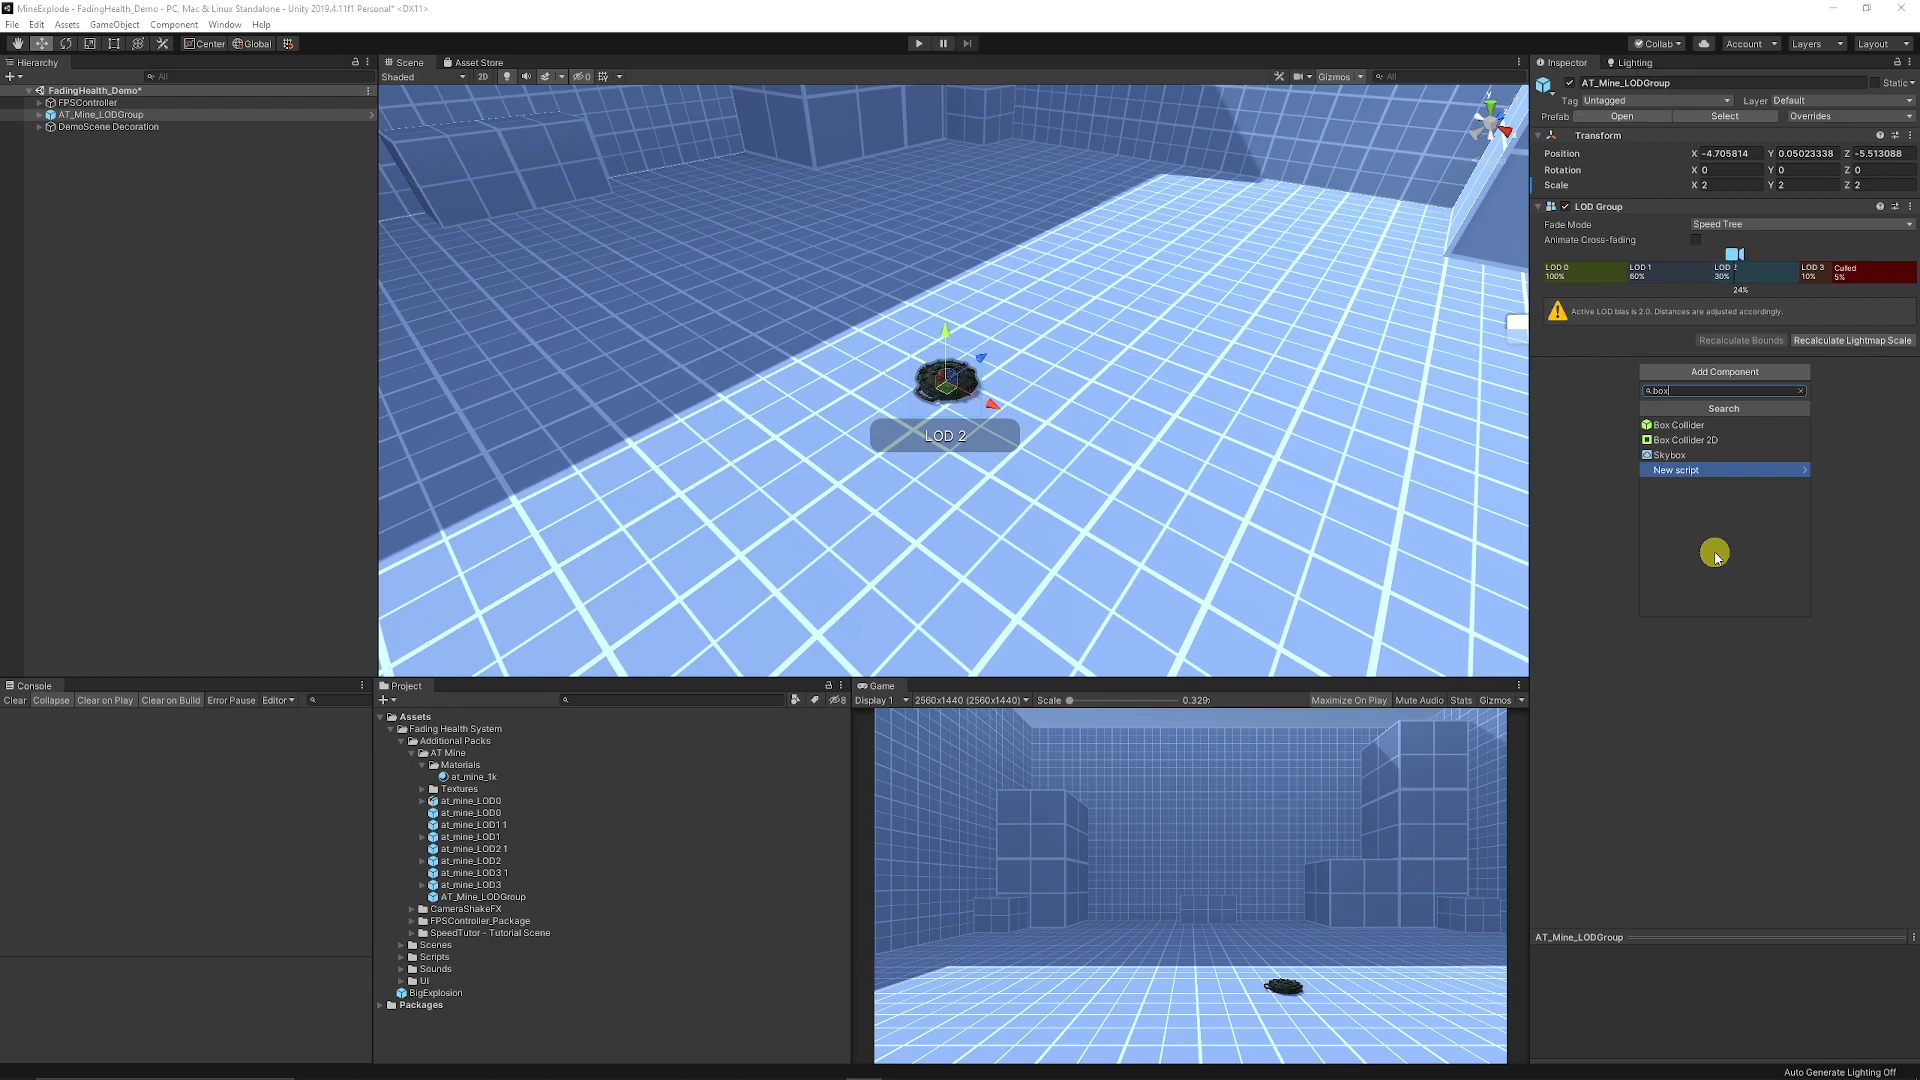 MineExplode - FadingHealth_Demo - PC, Mac & Linux Standalone - Unity 2019.4.11f1 Personal* <DX11>
File Edit Assets GameObject Component Window Help
Center Global Collab Account Layers Layout
Hierarchy
All
FadingHealth_Demo*
FPSController
AT_Mine_LODGroup
DemoScene Decoration
Scene Asset Store
Shaded 2D 0 Gizmos All
y
LOD 2
Inspector Lighting
AT_Mine_LODGroup Static
Tag Untagged Layer Default
Prefab Open Select Overrides
Transform
Position X -4.705814 Y 0.05023338 Z -5.513088
Rotation X 0 Y 0 Z 0
Scale X 2 Y 2 Z 2
LOD Group
Fade Mode Speed Tree
Animate Cross-fading
LOD 0 LOD 1 LOD LOD 3 Culled
100% 60% 30% 10% 5%
24%
Active LOD bias is 2.0. Distances are adjusted accordingly.
Recalculate Bounds Recalculate Lightmap Scale
Add Component
box
Search
Box Collider
Box Collider 2D
Skybox
New script
AT_Mine_LODGroup
Console
Clear Collapse Clear on Play Clear on Build Error Pause Editor
Project
8
Assets
Fading Health System
Additional Packs
AT Mine
Materials
at_mine_1k
Textures
at_mine_LOD0
at_mine_LOD0
at_mine_LOD1 1
at_mine_LOD1
at_mine_LOD2 1
at_mine_LOD2
at_mine_LOD3 1
at_mine_LOD3
AT_Mine_LODGroup
CameraShakeFX
FPSController_Package
SpeedTutor - Tutorial Scene
Scenes
Scripts
Sounds
UI
BigExplosion
Packages
Game
Display 1 2560x1440 (2560x1440) Scale 0.329 Maximize On Play Mute Audio Stats Gizmos
Auto Generate Lighting Off